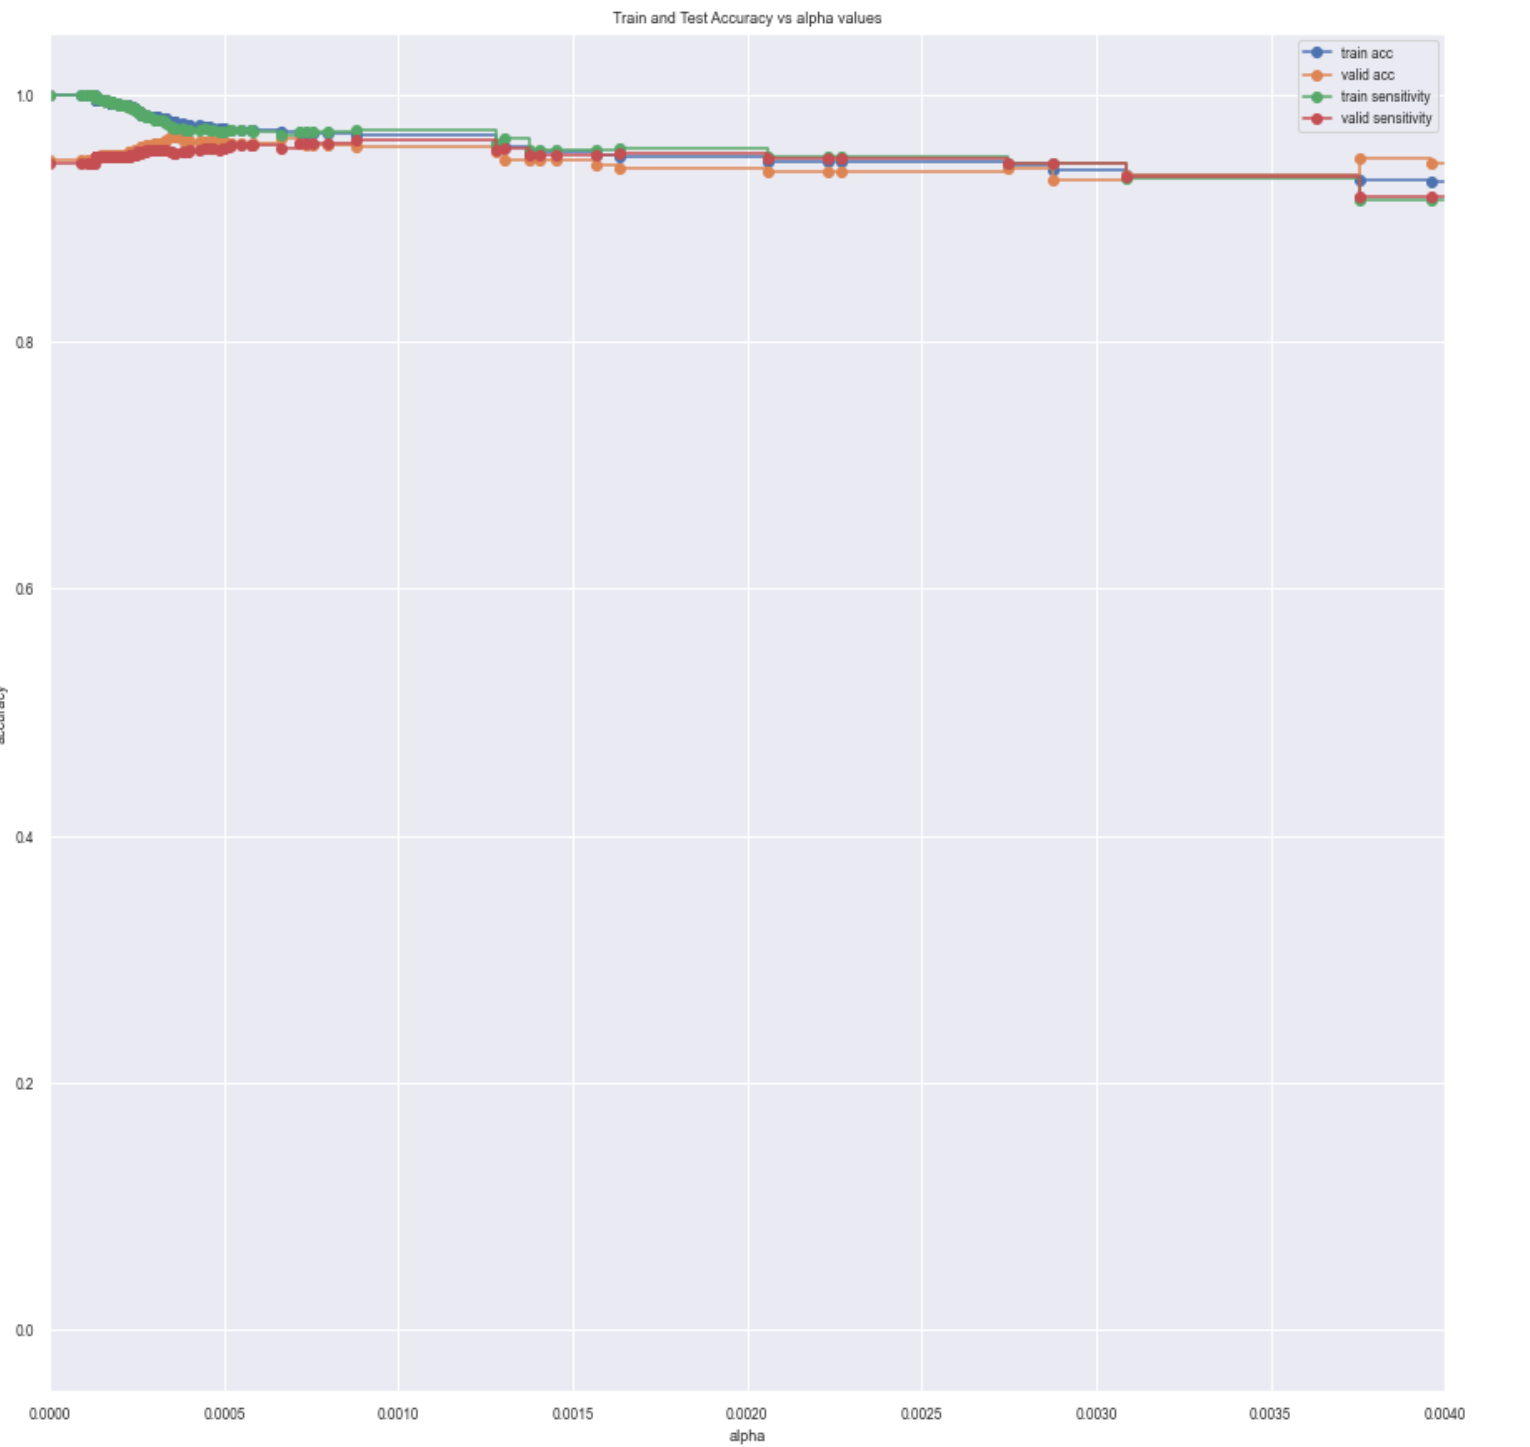 Train and Test Accuracy vs alpha values
train acc
valid acc
train sensitivity
valid sensitivity
1.0
0.8
0.6
accuracy
0.4
0.2
0.0
0.0000 0.0005 0.0010 0.0015 0.0020 0.0025 0.0030 0.0035 0.0040
alpha